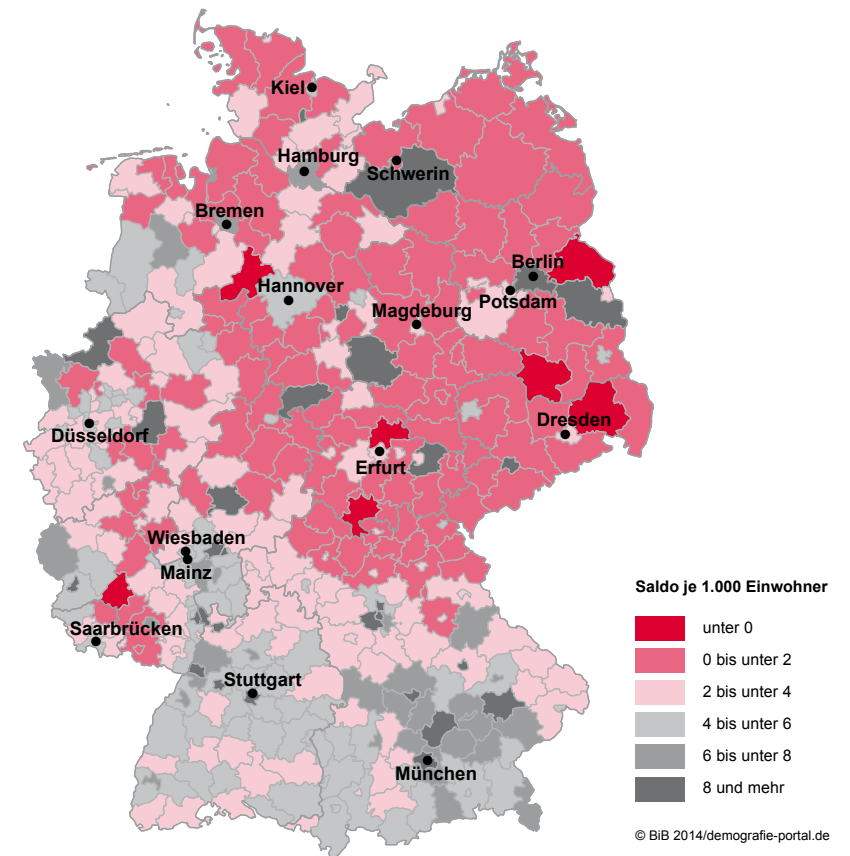 Kiel
Hamburg
Schwerin
Bremen
Berlin
Hannover
Potsdam
Magdeburg
Düsseldorf
Dresden
Erfurt
Wiesbaden
Mainz
Saarbrücken
Stuttgart
München
Saldo je 1.000 Einwohner
unter 0
0 bis unter 2
2 bis unter 4
4 bis unter 6
6 bis unter 8
8 und mehr
© BiB 2014/demografie-portal.de